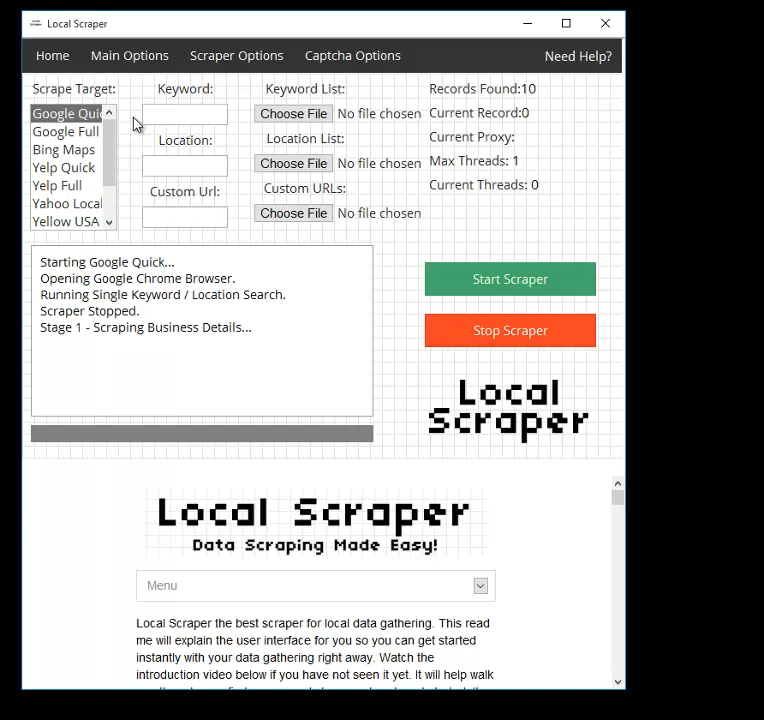 Local Scraper
Home Main Options Scraper Options Captcha Options Need Help?
Scrape Target: Keyword: Keyword List: Records Found:10
Google Quic Choose File No file chosen Current Record:0
Google Full Location: Location List: Current Proxy:
Bing Maps
Yelp Quick Choose File No file chosen Max Threads: 1
Yelp Full Custom Url: Custom URLs: Current Threads: 0
Yahoo Local
Yellow USA Choose File No file chosen
Starting Google Quick...
Opening Google Chrome Browser.
Running Single Keyword / Location Search.
Scraper Stopped.
Stage 1 - Scraping Business Details...
Start Scraper
Stop Scraper
Local
Scraper
Local Scraper
Data Scraping Made Easy!
Menu
Local Scraper the best scraper for local data gathering. This read
me will explain the user interface for you so you can get started
instantly with your data gathering right away. Watch the
introduction video below if you have not seen it yet. It will help walk